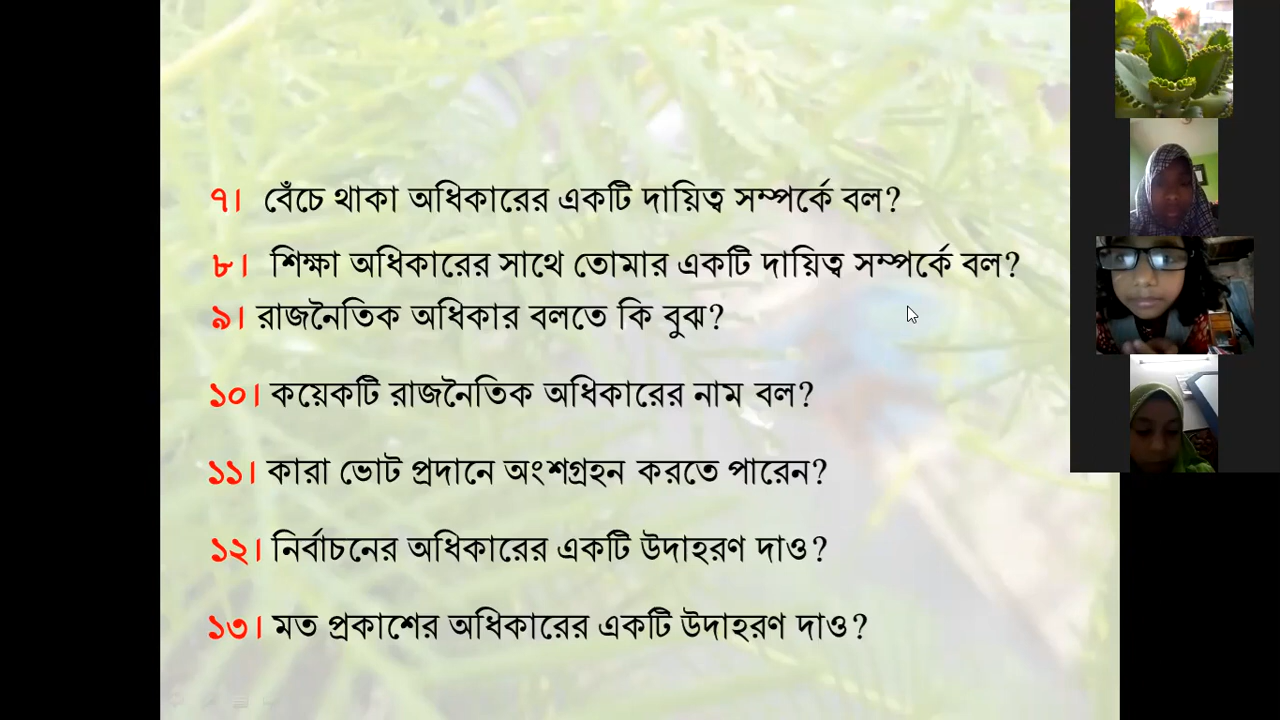 ৭। বেঁচে থাকা অধিকারের একটি দায়িত্ব সম্পর্কে বল?
৮। শিক্ষা অধিকারের সাথে তোমার একটি দায়িত্ব সম্পর্কে বল?
৯। রাজনৈতিক অধিকার বলতে কি বুঝ?
১০। কয়েকটি রাজনৈতিক অধিকারের নাম বল?
১১। কারা ভোট প্রদানে অংশগ্রহন করতে পারেন?
১২। নির্বাচনের অধিকারের একটি উদাহরণ দাও?
১৩। মত প্রকাশের অধিকারের একটি উদাহরণ দাও?